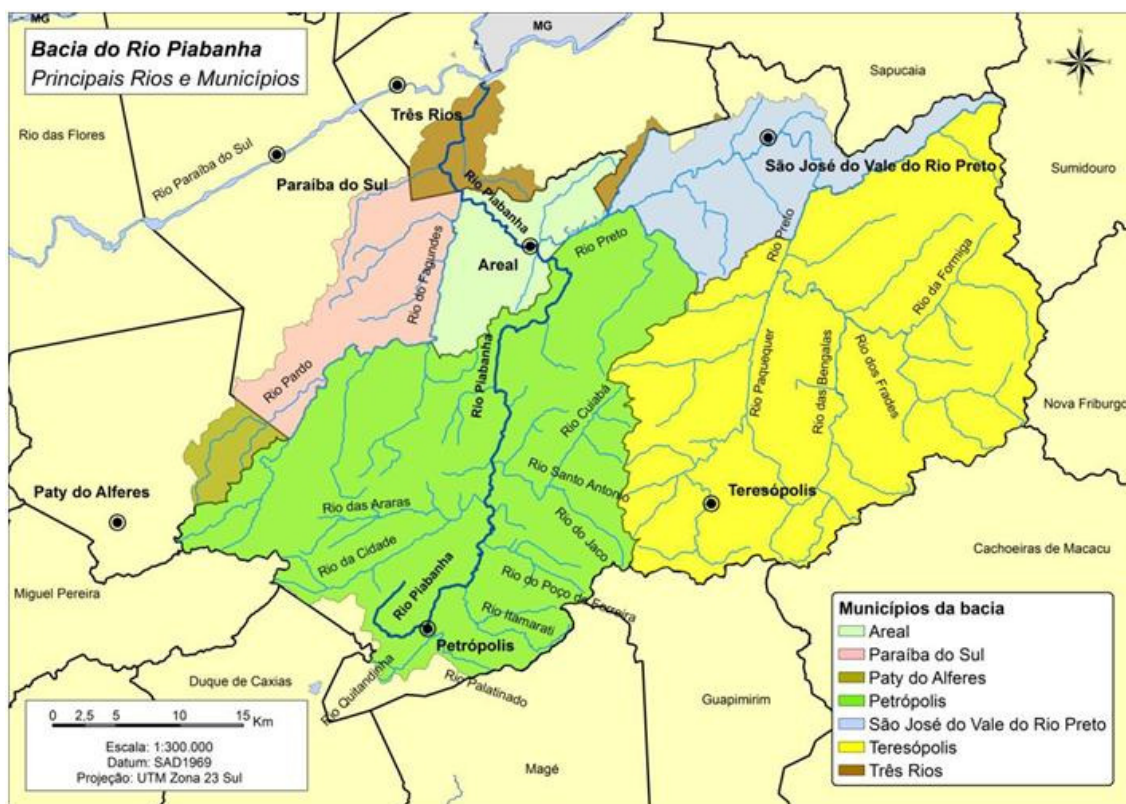 MG
MG
Bacia do Rio Piabanha
Principais Rios e Municípios
Sapucaia
Três Rios
Rio das Flores
Rio Paraíba do Sul
São José do Vale do Rio Preto
Sumidouro
Paraíba do Sul
Rio Piabanha
Rio Preto
Rio Preto
Areal
Rio do Fagundes
Rio da Formiga
Rio Piabanha
Rio Paquequer
Rio das Bengalas
Rio dos Frades
Rio Pardo
Rio Cuiabá
Nova Friburgo
Rio Santo Antonio
Paty do Alferes
Teresópolis
Rio das Araras
Rio do Jaco
Rio da Cidade
Cachoeiras de Macacu
Miguel Pereira
Rio Piabanha
Rio do Poço do Ferreira
Rio Itamarati
Petrópolis
Duque de Caxias
Rio Quitandinha
Rio Palatinado
Guapimirim
Magé
Municípios da bacia
Areal
Paraíba do Sul
Paty do Alferes
Petrópolis
São José do Vale do Rio Preto
Teresópolis
Três Rios
0 2,5 5 10 15 Km
Escala: 1:300.000
Datum: SAD1969
Projeção: UTM Zona 23 Sul